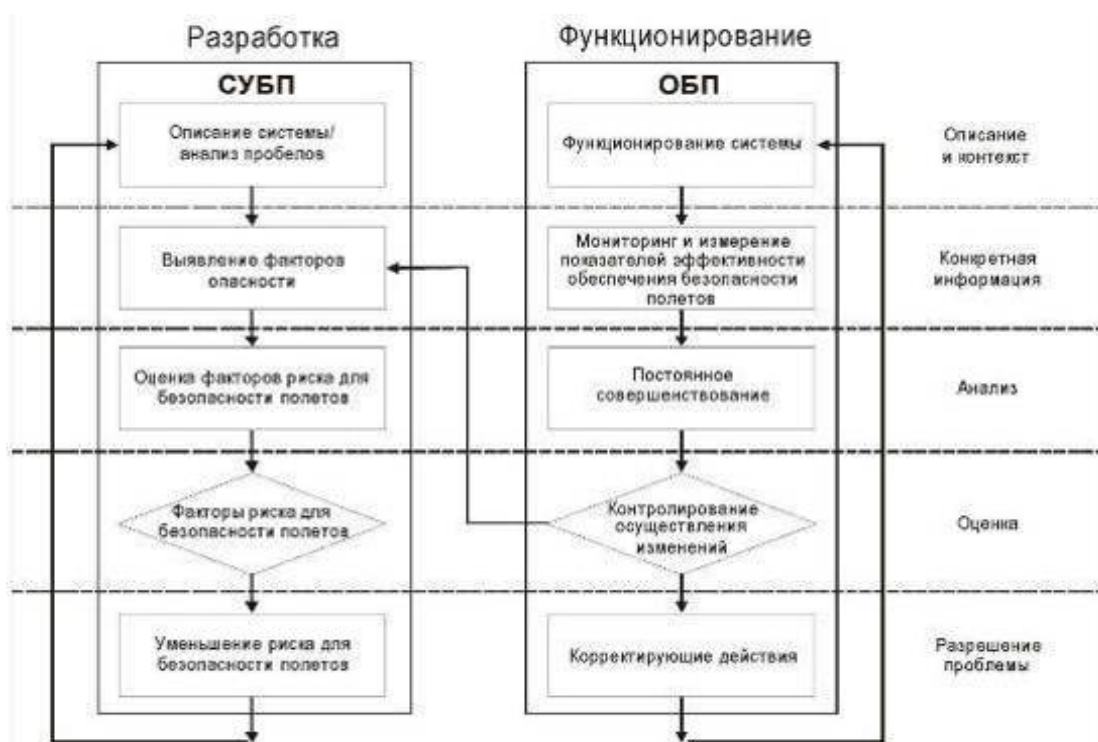 Разработка
Функционирование
СУБП
ОБП
Описание системы/
анализ пробелов
Функционирование системы
Описание
и контекст
Выявление факторов
опасности
Мониторинг и измерение
показателей эффективности
обеспечения безопасности
полетов
Конкретная
информация
Оценка факторов риска для
безопасности полетов
Постоянное
совершенствование
Анализ
Факторы риска для
безопасности полетов
Контролирование
осуществления
изменений
Оценка
Уменьшение риска для
безопасности полетов
Корректирующие действия
Разрешение
проблемы